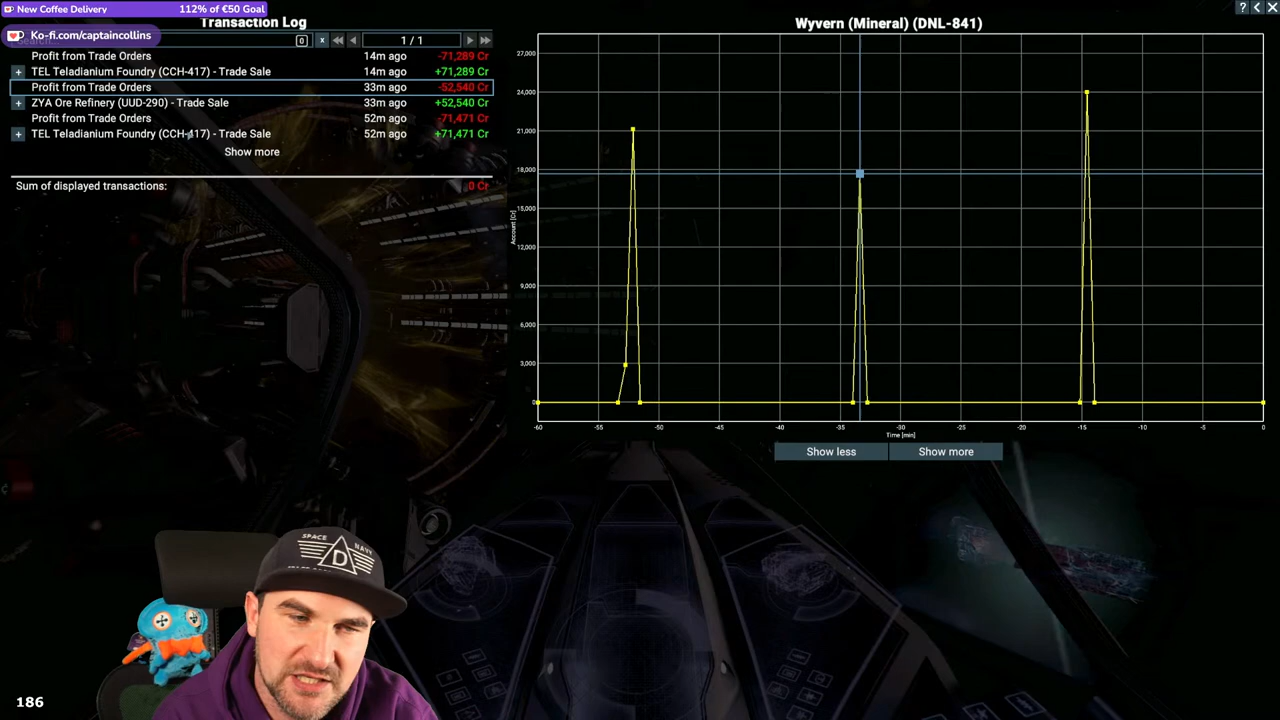 New Coffee Delivery 112% of €50 Goal
Ko-fi.com/captaincollins
Transaction Log
0 x 1 / 1
Profit from Trade Orders 14m ago -71,289 Cr
+ TEL Teladianium Foundry (CCH-417) - Trade Sale 14m ago +71,289 Cr
Profit from Trade Orders 33m ago -52,540 Cr
+ ZYA Ore Refinery (UUD-290) - Trade Sale 33m ago +52,540 Cr
Profit from Trade Orders 52m ago -71,471 Cr
+ TEL Teladianium Foundry (CCH-417) - Trade Sale 52m ago +71,471 Cr
Show more
Sum of displayed transactions: 0 Cr
? <
Wyvern (Mineral) (DNL-841)
27,000
24,000
21,000
18,000
15,000
12,000
9,000
6,000
3,000
0
Account [Cr]
-60 -55 -50 -45 -40 -35 -30 -25 -20 -15 -10 -5 0
Time [min]
Show less Show more
SPACE NAVY
D
186